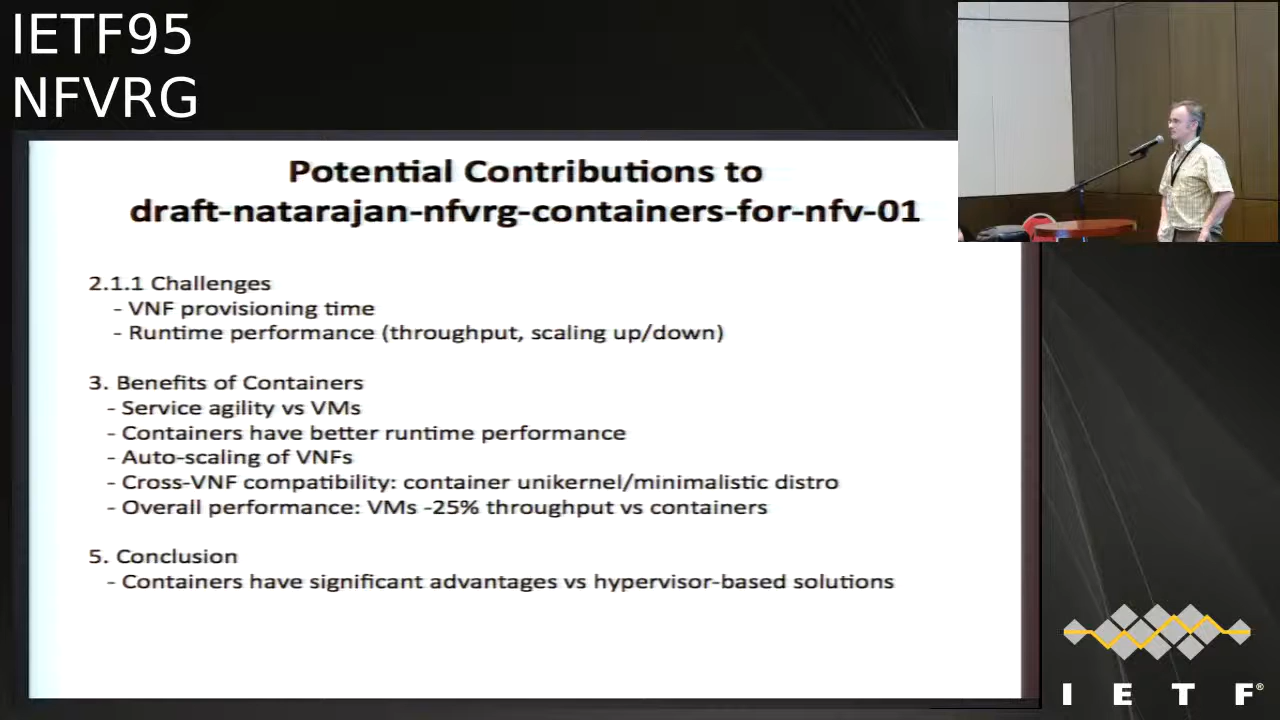 IETF95
NFVRG
Potential Contributions to
draft-natarajan-nfvrg-containers-for-nfv-01
2.1.1 Challenges
- VNF provisioning time
- Runtime performance (throughput, scaling up/down)
3. Benefits of Containers
- Service agility vs VMs
- Containers have better runtime performance
- Auto-scaling of VNFs
- Cross-VNF compatibility: container unikernel/minimalistic distro
- Overall performance: VMs -25% throughput vs containers
5. Conclusion
- Containers have significant advantages vs hypervisor-based solutions
I E T F®